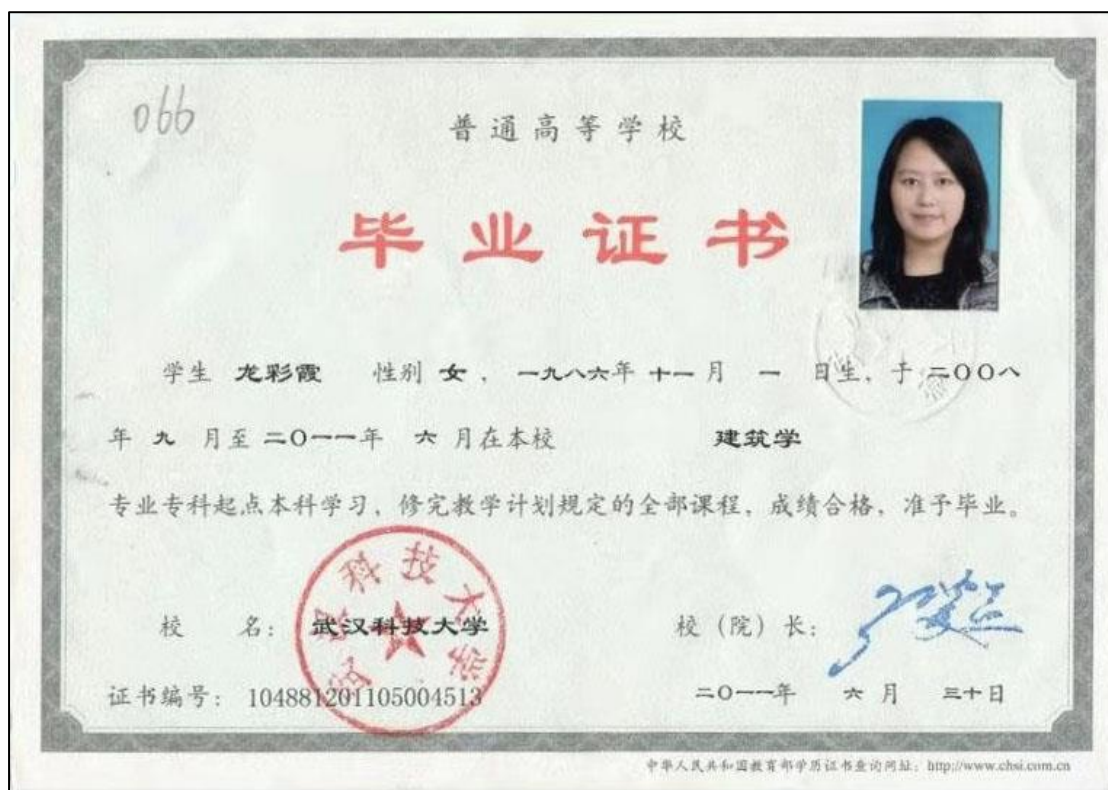 066
普通高等学校
毕业证书
学生 龙彩霞 性别 女，一九八六年 十一 月 一 日生，于 二〇〇八
年 九 月至 二〇一一年 六 月在本校 建筑学
专业专科起点本科学习，修完教学计划规定的全部课程，成绩合格，准予毕业。
校 名：武汉科技大学
武汉科技大学
校（院）长：
证书编号：104881201105004513
二〇一一年 六 月 三十日
中华人民共和国教育部学历证书查询网址：http://www.chsi.com.cn